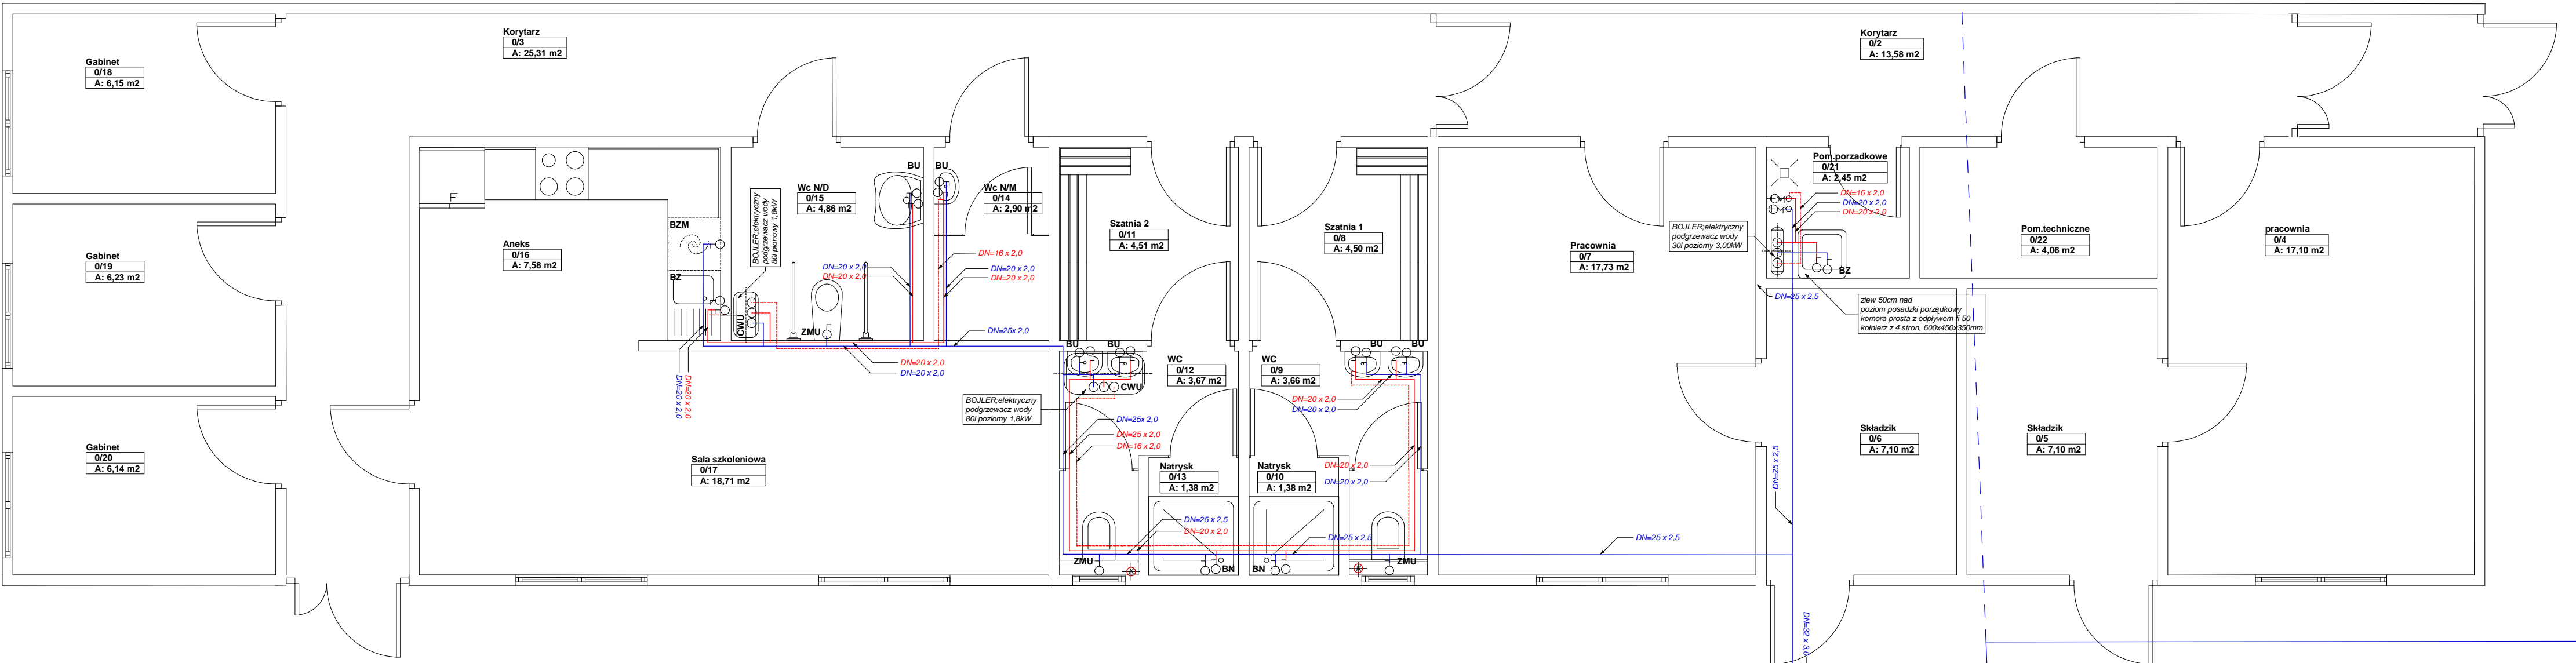 Korytarz
0/3
A: 25,31 m2
Korytarz
0/2
A: 13,58 m2
Gabinet
0/18
A: 6,15 m2
Gabinet
0/19
A: 6,23 m2
Gabinet
0/20
A: 6,14 m2
Aneks
0/16
A: 7,58 m2
BZM
BZ
BOJLER;elektryczny
podgrzewacz wody
80l pionowy 1,8kW
CWU
Wc N/D
0/15
A: 4,86 m2
BU
BU
Wc N/M
0/14
A: 2,90 m2
ZMU
DN=20 x 2,0
DN=20 x 2,0
DN=16 x 2,0
DN=20 x 2,0
DN=20 x 2,0
DN=25x 2,0
DN=20 x 2,0
DN=20 x 2,0
DN=20 x 2,0
DN=20 x 2,0
Sala szkoleniowa
0/17
A: 18,71 m2
Szatnia 2
0/11
A: 4,51 m2
Szatnia 1
0/8
A: 4,50 m2
BU
BU
WC
0/12
A: 3,67 m2
CWU
BOJLER;elektryczny
podgrzewacz wody
80l poziomy 1,8kW
WC
0/9
A: 3,66 m2
BU
BU
DN=20 x 2,0
DN=20 x 2,0
DN=25x 2,0
DN=25 x 2,0
DN=16 x 2,0
DN=20 x 2,0
DN=20 x 2,0
Natrysk
0/13
A: 1,38 m2
Natrysk
0/10
A: 1,38 m2
DN=25 x 2,5
DN=20 x 2,0
DN=25 x 2,5
ZMU
BN
BN
ZMU
Pracownia
0/7
A: 17,73 m2
DN=25 x 2,5
BOJLER;elektryczny
podgrzewacz wody
30l poziomy 3,00kW
Pom.porzadkowe
0/21
A: 2,45 m2
DN=16 x 2,0
DN=20 x 2,0
DN=20 x 2,0
BZ
DN=25 x 2,5
zlew 50cm nad
poziom posadzki porządkowy
komora prosta z odpływem fi 50
kołnierz z 4 stron, 600x450x350mm
Pom.techniczne
0/22
A: 4,06 m2
pracownia
0/4
A: 17,10 m2
Składzik
0/6
A: 7,10 m2
Składzik
0/5
A: 7,10 m2
DN=25 x 2,5
DN=32 x 3,0